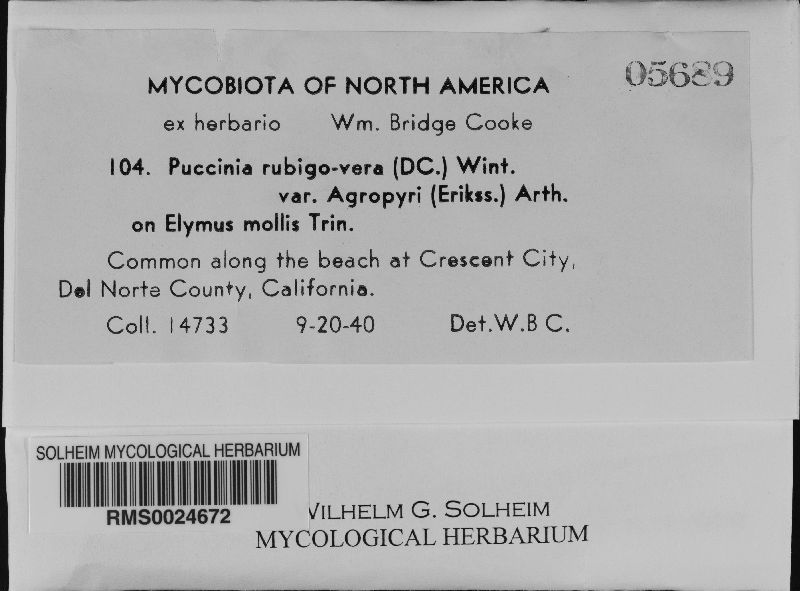 05689
MYCOBIOTA OF NORTH AMERICA
ex herbario Wm. Bridge Cooke
104. Puccinia rubigo-vera (DC.) Wint.
var. Agropyri (Erikss.) Arth.
on Elymus mollis Trin.
Common along the beach at Crescent City,
Del Norte County, California.
Coll. 14733 9-20-40 Det.W.B C.
SOLHEIM MYCOLOGICAL HERBARIUM
RMS0024672
VILHELM G. SOLHEIM
MYCOLOGICAL HERBARIUM